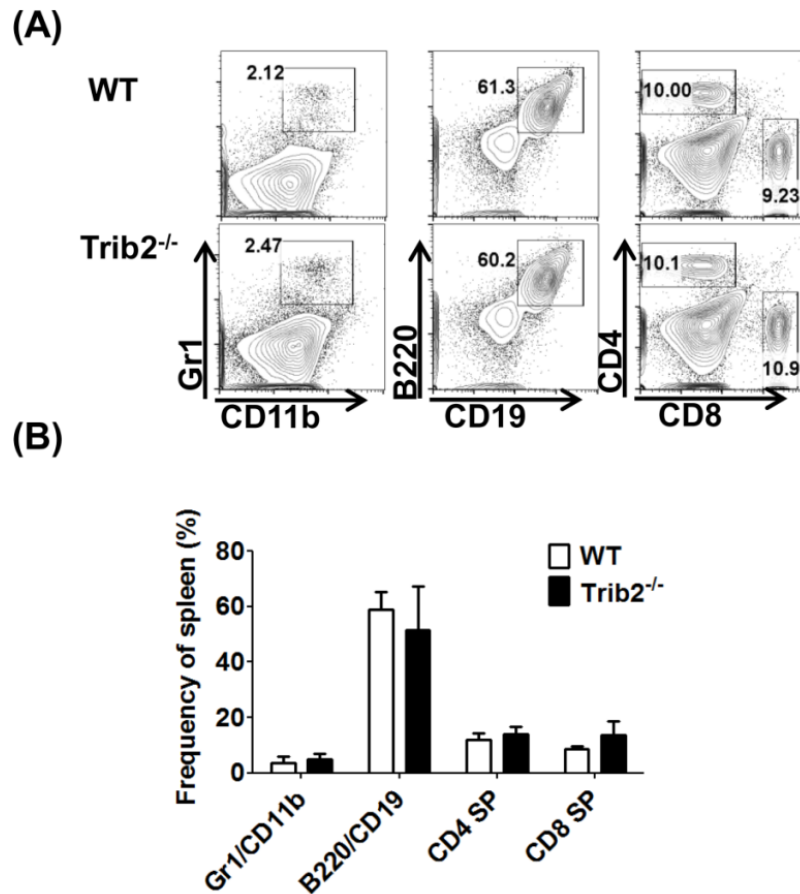 (A)
WT
2.12
61.3
10.00
9.23
Trib2-/-
2.47
60.2
10.1
10.9
Gr1
B220
CD4
CD11b
CD19
CD8
(B)
Frequency of spleen (%)
80
60
40
20
0
WT
Trib2-/-
Gr1/CD11b
B220/CD19
CD4 SP
CD8 SP